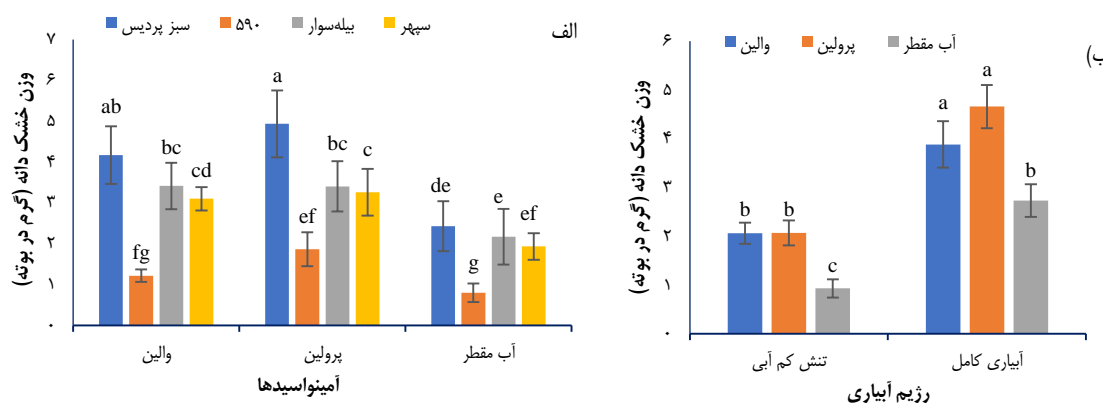 الف
سبز پردیس ۵۹۰ بیله‌سوار سپهر
وزن خشک دانه (گرم در بوته)
۷
۶
۵
۴
۳
۲
۱
۰
ab fg bc cd
a ef bc c
de g e ef
والین پرولین آب مقطر
آمینواسیدها
ب)
والین پرولین آب مقطر
وزن خشک دانه (گرم در بوته)
۶
۵
۴
۳
۲
۱
۰
b b c
a a b
تنش کم آبی آبیاری کامل
رژیم آبیاری